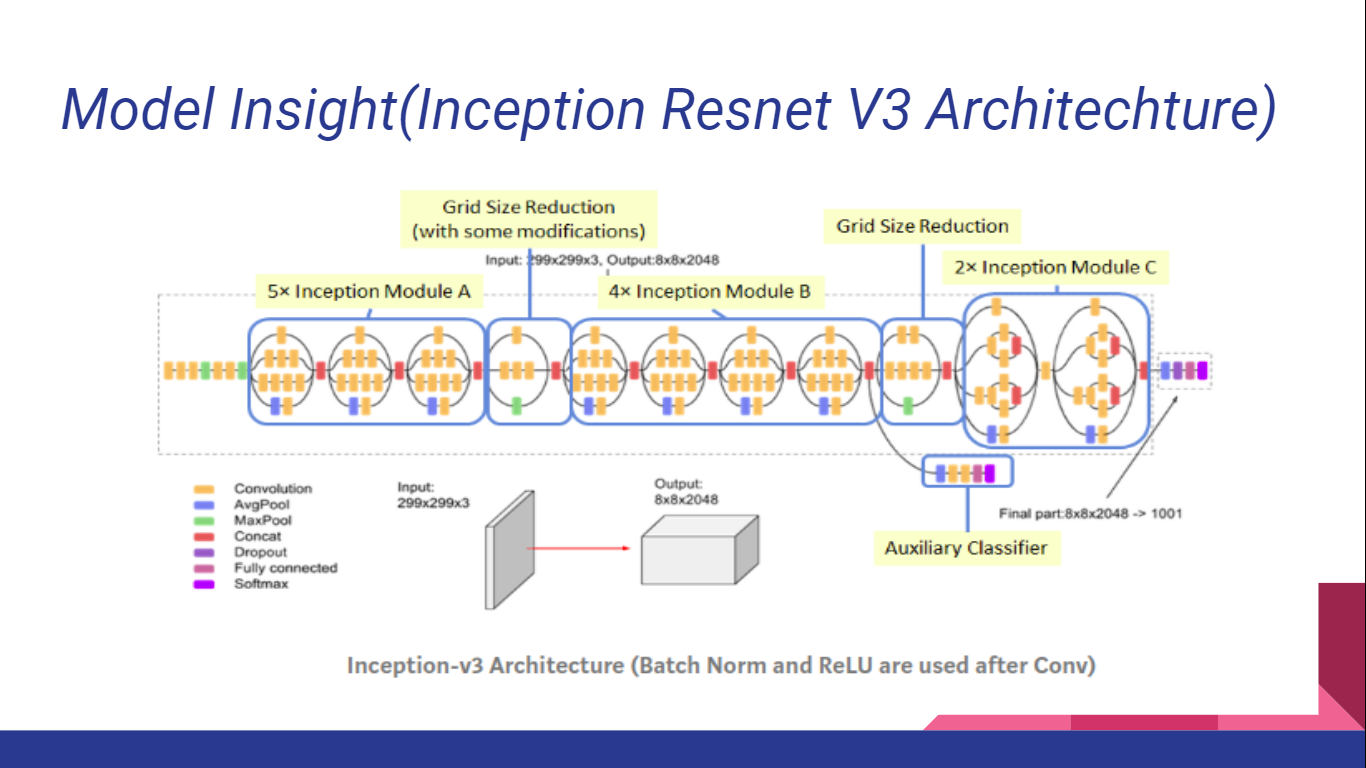 Model Insight(Inception Resnet V3 Architechture)
Grid Size Reduction
(with some modifications)
Grid Size Reduction
Input: 299x299x3, Output:8x8x2048
2× Inception Module C
5× Inception Module A
4× Inception Module B
Convolution
AvgPool
MaxPool
Concat
Dropout
Fully connected
Softmax
Input:
299x299x3
Output:
8x8x2048
Final part:8x8x2048 -> 1001
Auxiliary Classifier
Inception-v3 Architecture (Batch Norm and ReLU are used after Conv)